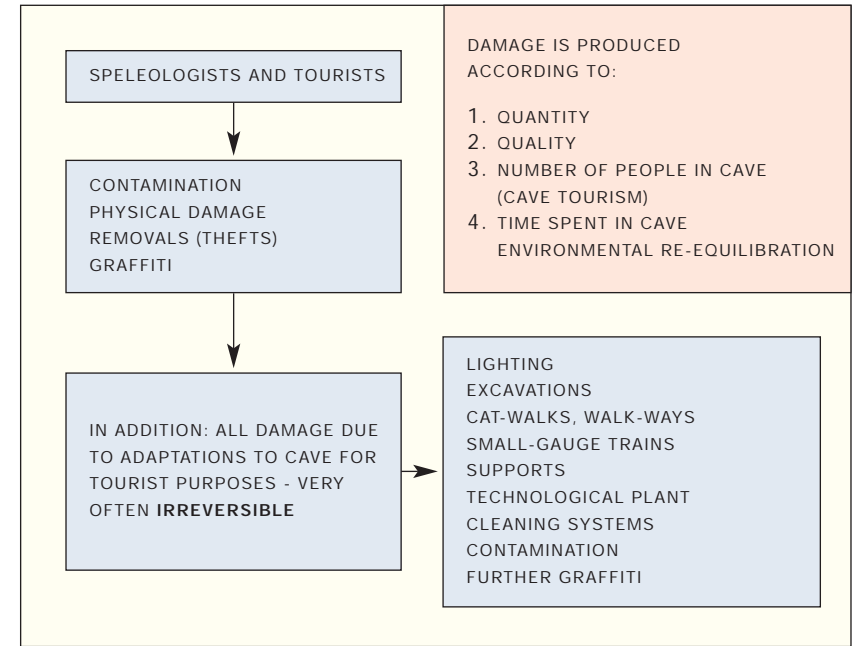 SPELEOLOGISTS AND TOURISTS
CONTAMINATION
PHYSICAL DAMAGE
REMOVALS (THEFTS)
GRAFFITI
IN ADDITION: ALL DAMAGE DUE
TO ADAPTATIONS TO CAVE FOR
TOURIST PURPOSES - VERY
OFTEN IRREVERSIBLE
DAMAGE IS PRODUCED
ACCORDING TO:
1. QUANTITY
2. QUALITY
3. NUMBER OF PEOPLE IN CAVE
(CAVE TOURISM)
4. TIME SPENT IN CAVE
ENVIRONMENTAL RE-EQUILIBRATION
LIGHTING
EXCAVATIONS
CAT-WALKS, WALK-WAYS
SMALL-GAUGE TRAINS
SUPPORTS
TECHNOLOGICAL PLANT
CLEANING SYSTEMS
CONTAMINATION
FURTHER GRAFFITI